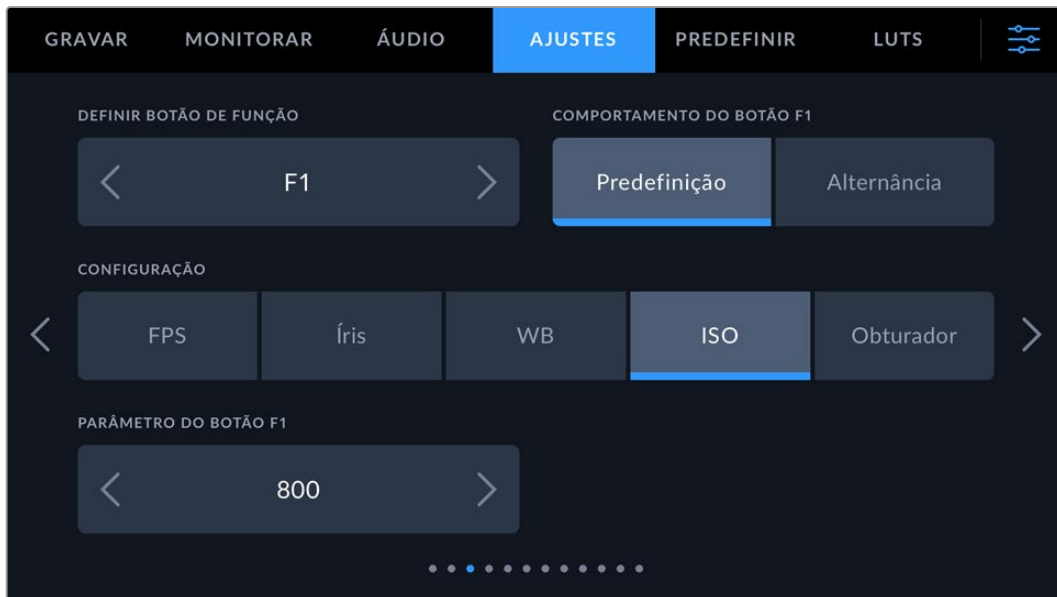 GRAVAR MONITORAR ÁUDIO AJUSTES PREDEFINIR LUTS
DEFINIR BOTÃO DE FUNÇÃO COMPORTAMENTO DO BOTÃO F1
F1 Predefinição Alternância
CONFIGURAÇÃO
FPS Íris WB ISO Obturador
PARÂMETRO DO BOTÃO F1
800